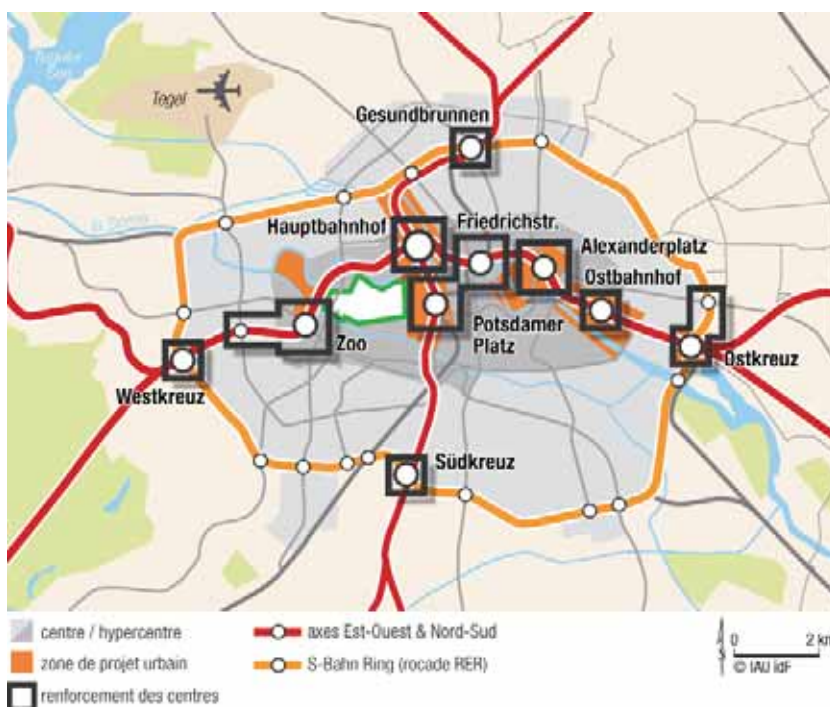 Tegel
Gesundbrunnen
Hauptbahnhof
Friedrichstr.
Alexanderplatz
Ostbahnhof
Zoo
Potsdamer
Platz
Westkreuz
Ostkreuz
Südkreuz
centre / hypercentre
axes Est-Ouest & Nord-Sud
zone de projet urbain
S-Bahn Ring (rocade RER)
renforcement des centres
0 2 km
© IAU îdF